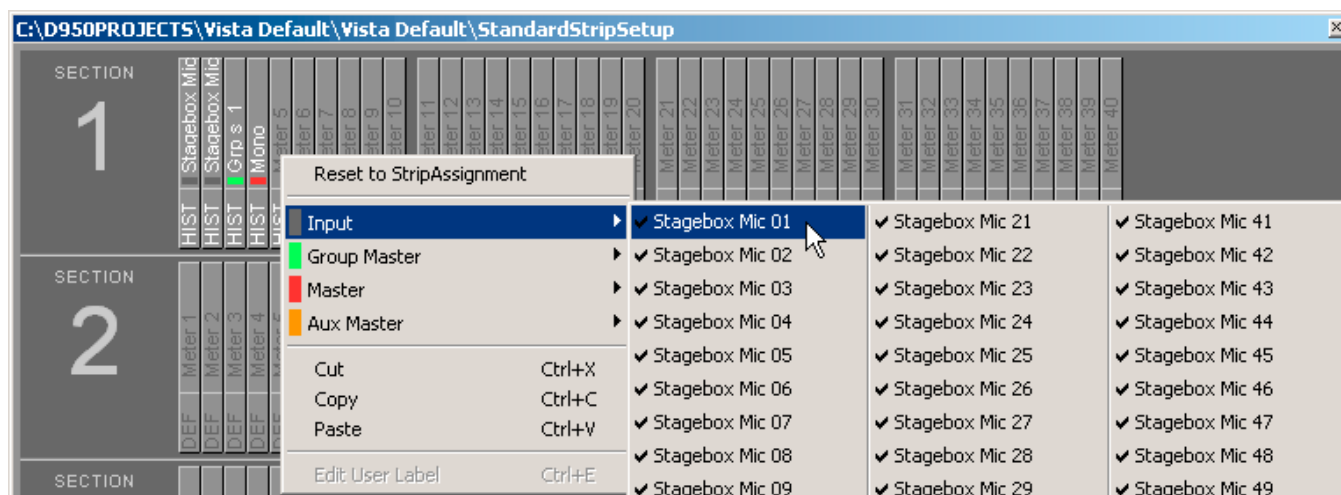 C:\D950PROJECTS\Vista Default\Vista Default\StandardStripSetup
SECTION
1
Stagebox Mic
Stagebox Mic
Grp s 1
Mono
Meter 5
Meter 6
Meter 7
Meter 8
Meter 9
Meter 10
Meter 11
Meter 12
Meter 13
Meter 14
Meter 15
Meter 16
Meter 17
Meter 18
Meter 19
Meter 20
Meter 21
Meter 22
Meter 23
Meter 24
Meter 25
Meter 26
Meter 27
Meter 28
Meter 29
Meter 30
Meter 31
Meter 32
Meter 33
Meter 34
Meter 35
Meter 36
Meter 37
Meter 38
Meter 39
Meter 40
HIST
HIST
HIST
HIST
Reset to StripAssignment
Input
Group Master
Master
Aux Master
Cut Ctrl+X
Copy Ctrl+C
Paste Ctrl+V
Edit User Label Ctrl+E
Stagebox Mic 01
Stagebox Mic 02
Stagebox Mic 03
Stagebox Mic 04
Stagebox Mic 05
Stagebox Mic 06
Stagebox Mic 07
Stagebox Mic 08
Stagebox Mic 09
Stagebox Mic 21
Stagebox Mic 22
Stagebox Mic 23
Stagebox Mic 24
Stagebox Mic 25
Stagebox Mic 26
Stagebox Mic 27
Stagebox Mic 28
Stagebox Mic 29
Stagebox Mic 41
Stagebox Mic 42
Stagebox Mic 43
Stagebox Mic 44
Stagebox Mic 45
Stagebox Mic 46
Stagebox Mic 47
Stagebox Mic 48
Stagebox Mic 49
SECTION
2
Meter 1
Meter 2
Meter 3
Meter 4
DEF
DEF
DEF
DEF
SECTION